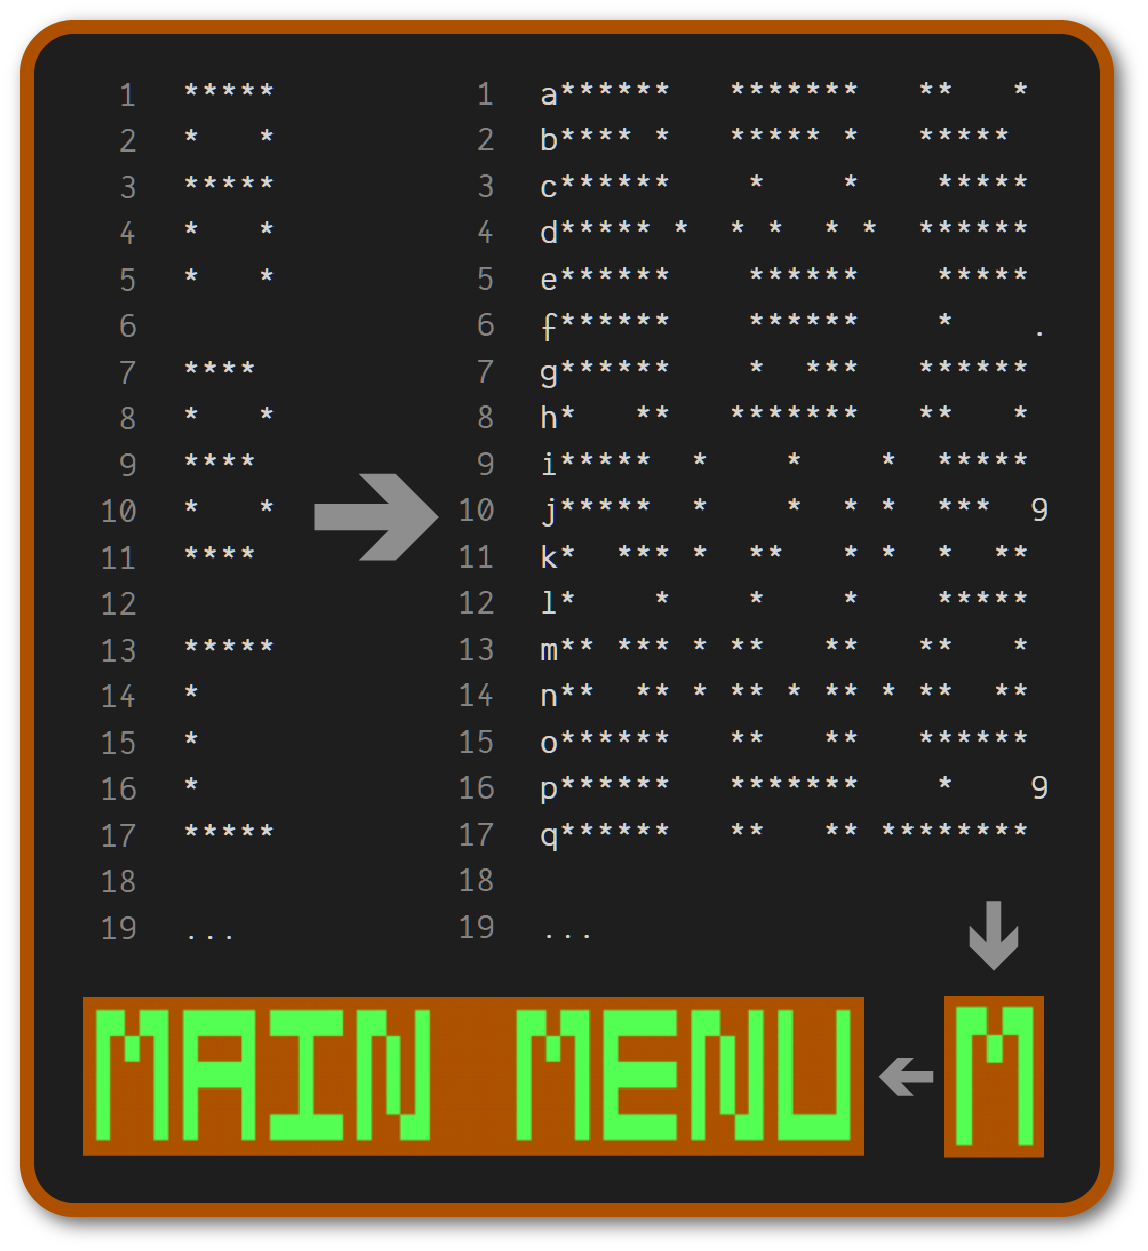 1 *****
2 *   *
3 *****
4 *   *
5 *   *
6
7 ****
8 *   *
9 ****
10 *   *
11 ****
12
13 *****
14 *
15 *
16 *
17 *****
18
19 ...
1 a******   *******   **   *
2 b**** *   ***** *   *****
3 c******    *    *    *****
4 d***** *  * *  * *  ******
5 e******    ******    *****
6 f******    ******    *    .
7 g******    *  ***   ******
8 h*   **   *******   **   *
9 i*****  *    *    *  *****
10 j*****  *    *  * *  ***  9
11 k*  *** *  **   * *  *  **
12 l*    *    *    *    *****
13 m** *** * **   **   **   *
14 n**  ** * ** * ** * **  **
15 o******   **   **   ******
16 p******   *******    *    9
17 q******   **   ** ********
18
19 ...
MAIN MENU
M